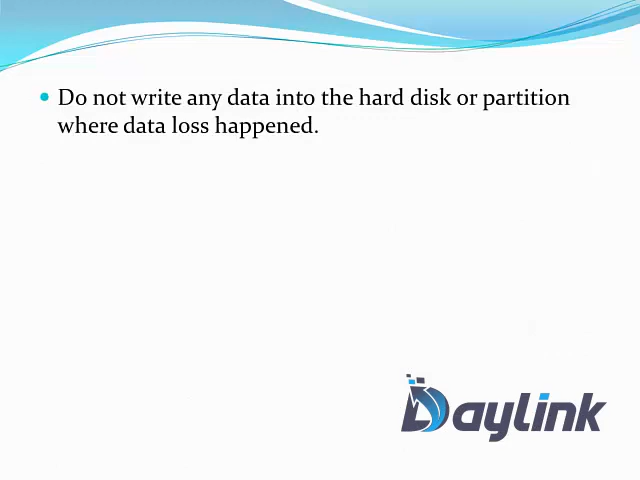 Do not write any data into the hard disk or partition
where data loss happened.
Daylink